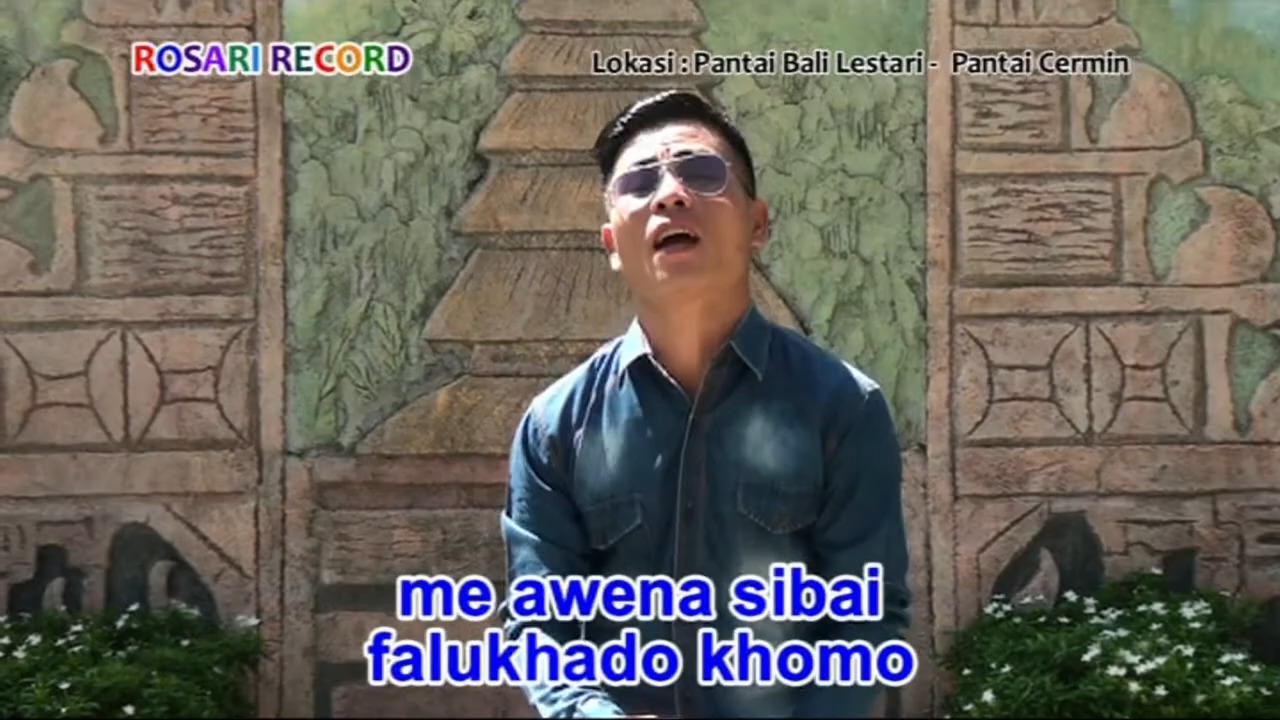 ROSARI RECORD
Lokasi : Pantai Bali Lestari - Pantai Cermin
me awena sibai
falukhado khomo